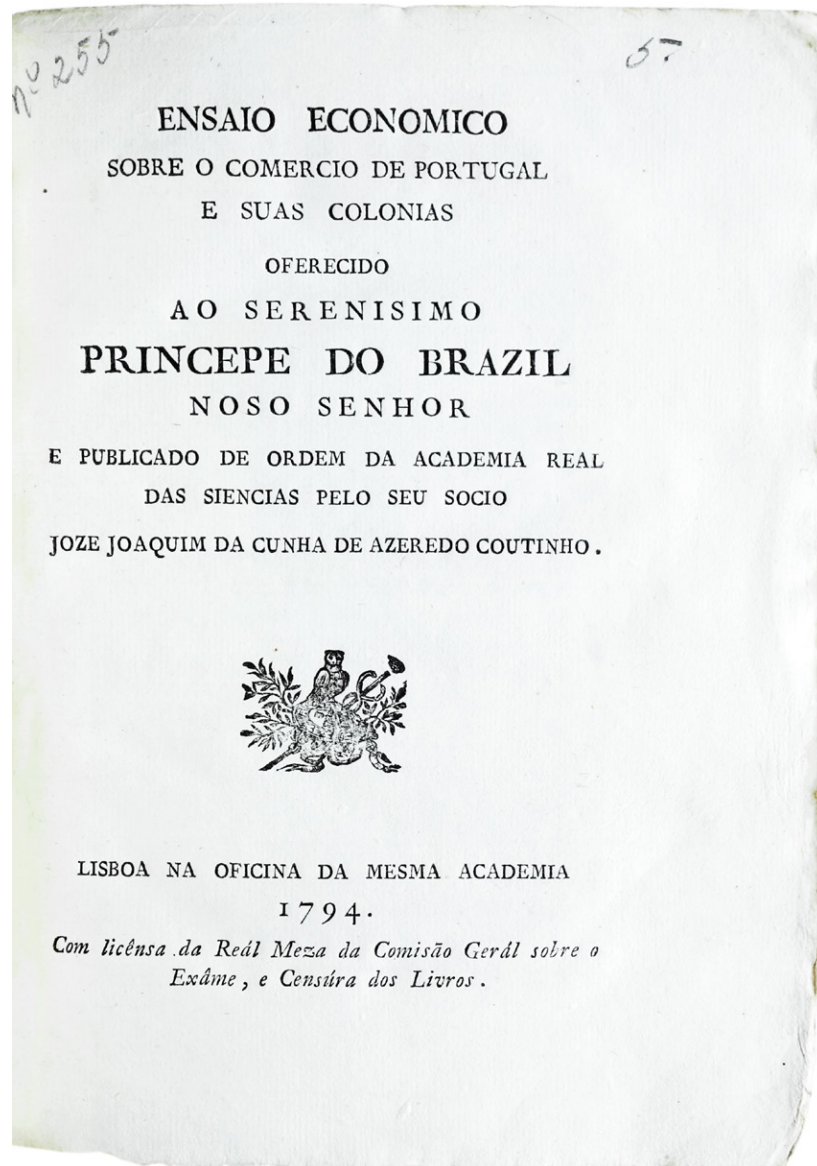 nº 255
5.
ENSAIO ECONOMICO
SOBRE O COMERCIO DE PORTUGAL
E SUAS COLONIAS
OFERECIDO
AO SERENISIMO
PRINCEPE DO BRAZIL
NOSO SENHOR
E PUBLICADO DE ORDEM DA ACADEMIA REAL
DAS SIENCIAS PELO SEU SOCIO
JOZE JOAQUIM DA CUNHA DE AZEREDO COUTINHO.
LISBOA NA OFICINA DA MESMA ACADEMIA
1794.
Com licênsa da Reál Meza da Comisão Gerál sobre o
Exâme, e Censúra dos Livros.